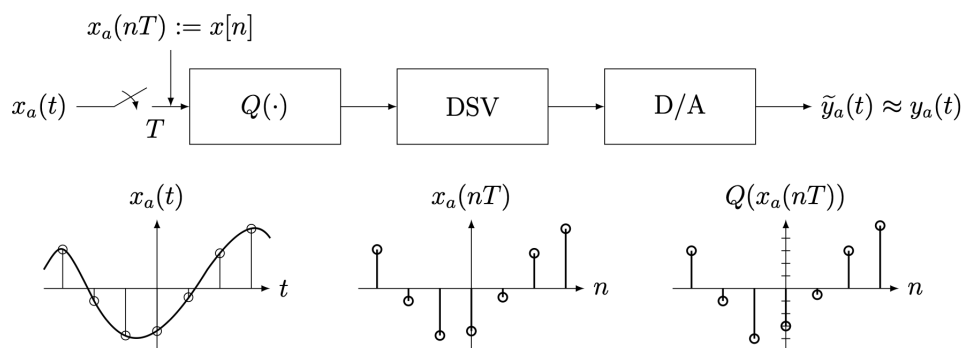 x_a(nT) := x[n]
x_a(t) T Q(·) DSV D/A ỹ_a(t) ≈ y_a(t)
x_a(t) x_a(nT) Q(x_a(nT))
t n n